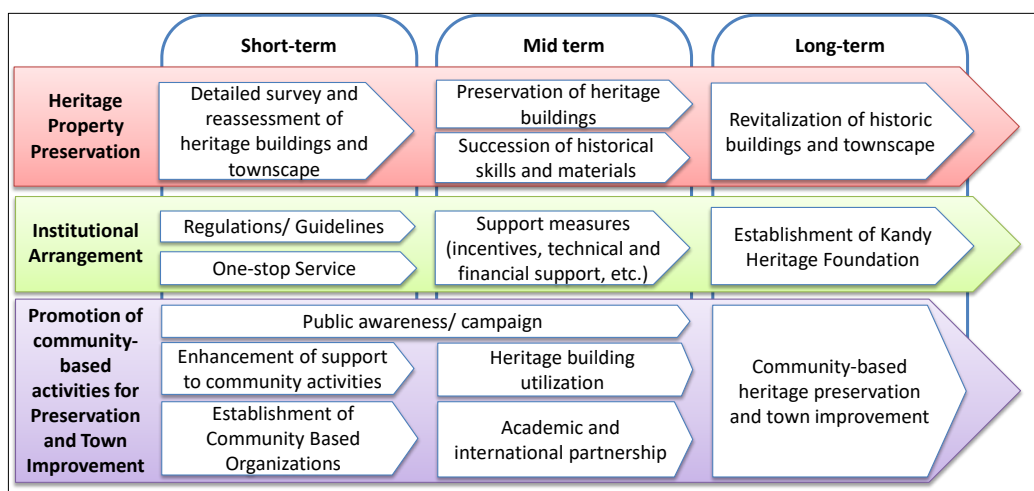 Short-term
Mid term
Long-term
Heritage
Property
Preservation
Detailed survey and
reassessment of
heritage buildings and
townscape
Preservation of heritage
buildings
Succession of historical
skills and materials
Revitalization of historic
buildings and townscape
Institutional
Arrangement
Regulations/ Guidelines
One-stop Service
Support measures
(incentives, technical and
financial support, etc.)
Establishment of Kandy
Heritage Foundation
Promotion of
community-
based
activities for
Preservation
and Town
Improvement
Public awareness/ campaign
Enhancement of support
to community activities
Heritage building
utilization
Establishment of
Community Based
Organizations
Academic and
international partnership
Community-based
heritage preservation
and town improvement